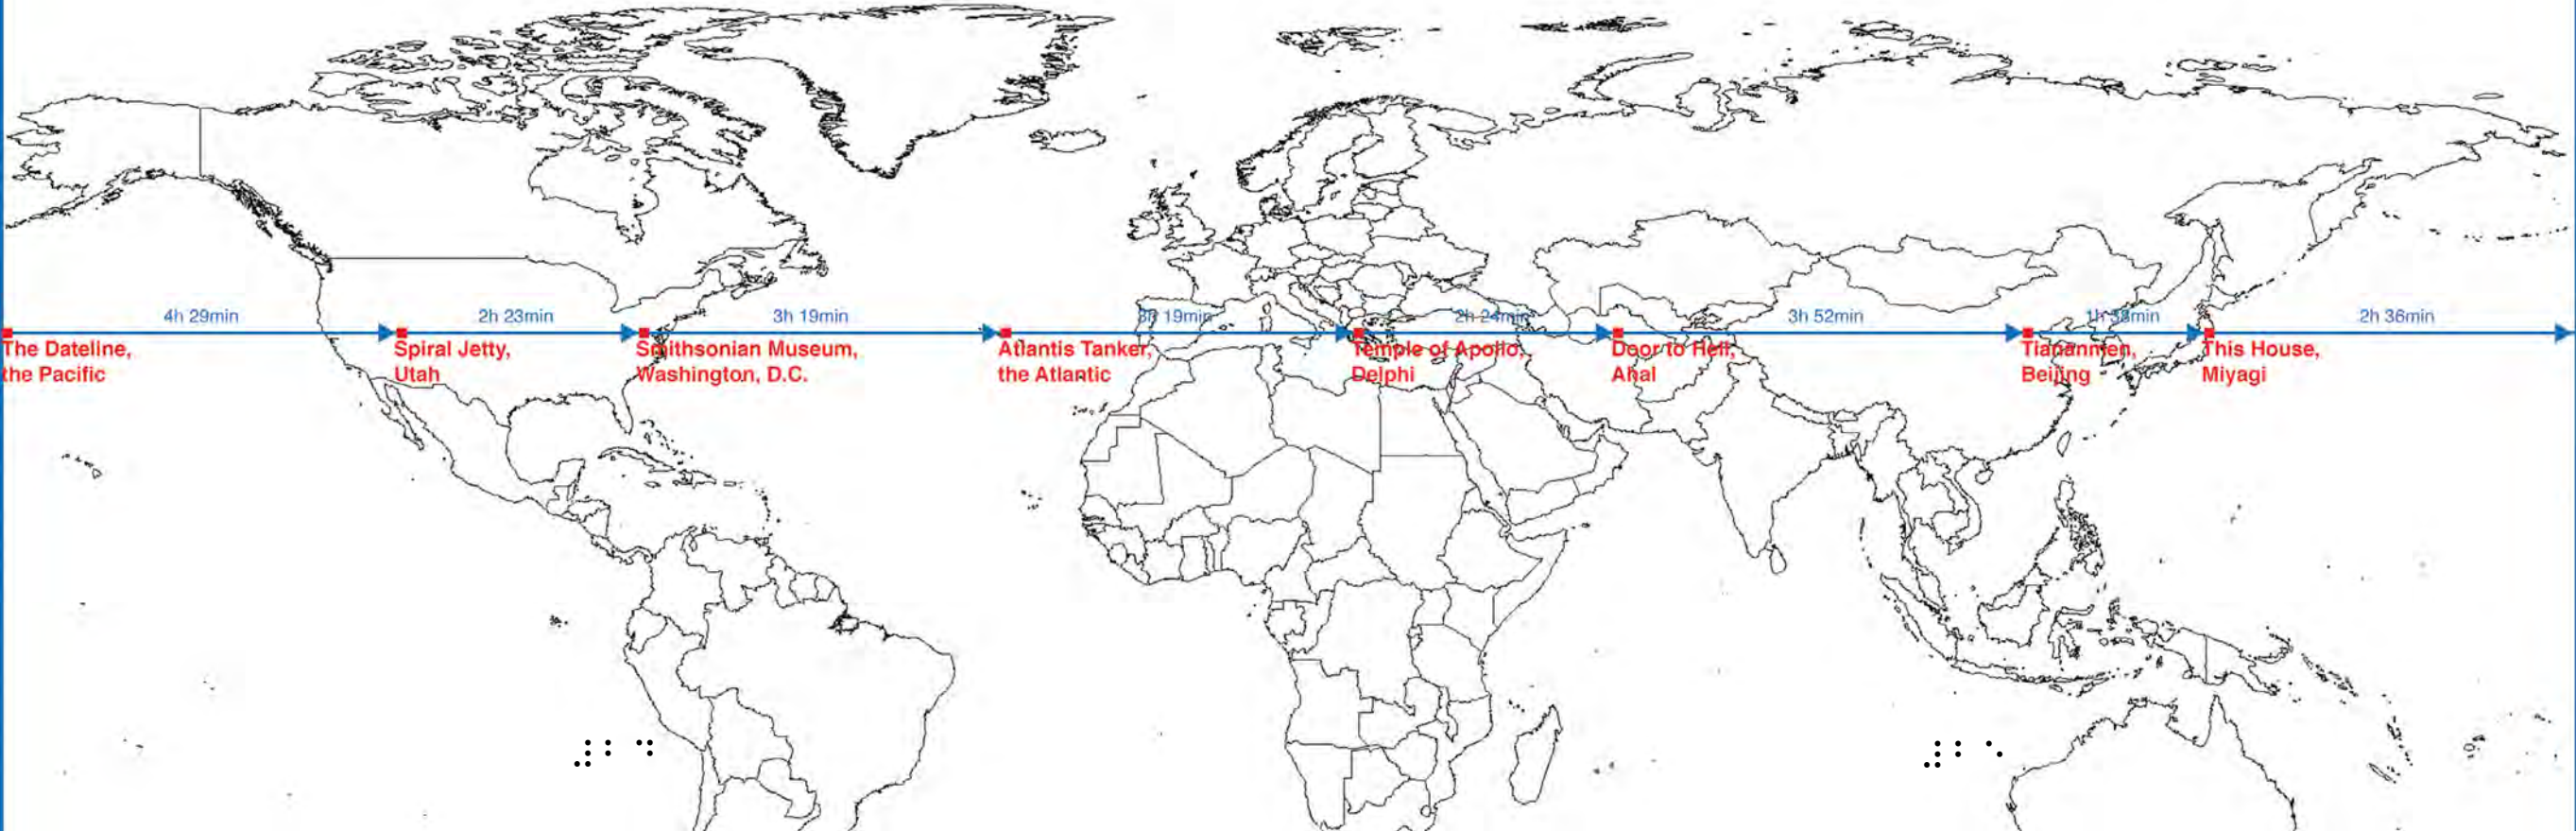 4h 29min
2h 23min
3h 19min
3h 19min
2h 24min
3h 52min
1h 38min
2h 36min
The Dateline,
the Pacific
Spiral Jetty,
Utah
Smithsonian Museum,
Washington, D.C.
Atlantis Tanker,
the Atlantic
Temple of Apollo,
Delphi
Door to Hell,
Ahal
Tiananmen,
Beijing
This House,
Miyagi
⠼⠃⠙
⠼⠃⠑